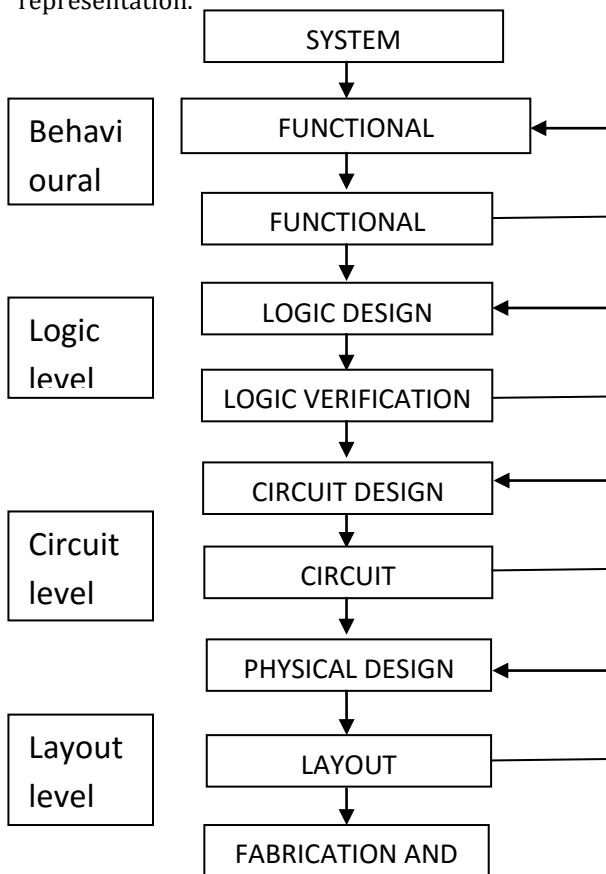 representation.
SYSTEM
FUNCTIONAL
Behavi
oural
FUNCTIONAL
LOGIC DESIGN
Logic
level
LOGIC VERIFICATION
CIRCUIT DESIGN
Circuit
level
CIRCUIT
PHYSICAL DESIGN
Layout
level
LAYOUT
FABRICATION AND